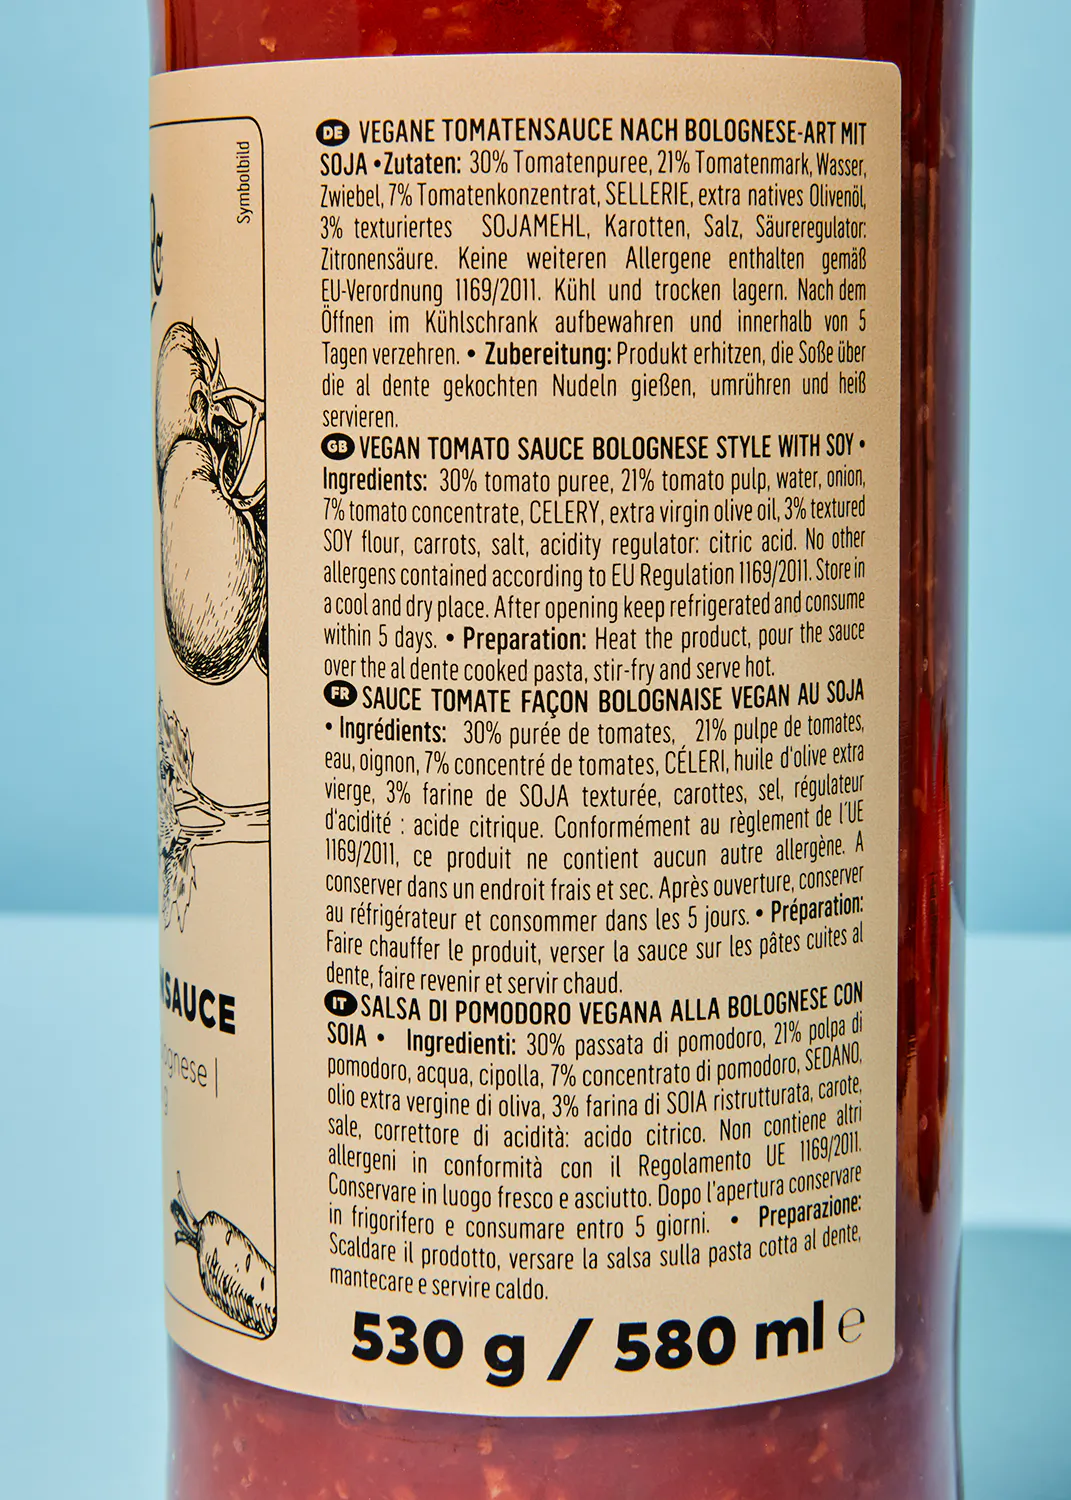 Symbolbild
NSAUCE
ognese |
g
DE VEGANE TOMATENSAUCE NACH BOLOGNESE-ART MIT
SOJA • Zutaten: 30% Tomatenpuree, 21% Tomatenmark, Wasser,
Zwiebel, 7% Tomatenkonzentrat, SELLERIE, extra natives Olivenöl,
3% texturiertes SOJAMEHL, Karotten, Salz, Säureregulator:
Zitronensäure. Keine weiteren Allergene enthalten gemäß
EU-Verordnung 1169/2011. Kühl und trocken lagern. Nach dem
Öffnen im Kühlschrank aufbewahren und innerhalb von 5
Tagen verzehren. • Zubereitung: Produkt erhitzen, die Soße über
die al dente gekochten Nudeln gießen, umrühren und heiß
servieren.
GB VEGAN TOMATO SAUCE BOLOGNESE STYLE WITH SOY •
Ingredients: 30% tomato puree, 21% tomato pulp, water, onion,
7% tomato concentrate, CELERY, extra virgin olive oil, 3% textured
SOY flour, carrots, salt, acidity regulator: citric acid. No other
allergens contained according to EU Regulation 1169/2011. Store in
a cool and dry place. After opening keep refrigerated and consume
within 5 days. • Preparation: Heat the product, pour the sauce
over the al dente cooked pasta, stir-fry and serve hot.
FR SAUCE TOMATE FAÇON BOLOGNAISE VEGAN AU SOJA
• Ingrédients: 30% purée de tomates, 21% pulpe de tomates,
eau, oignon, 7% concentré de tomates, CÉLERI, huile d'olive extra
vierge, 3% farine de SOJA texturée, carottes, sel, régulateur
d'acidité : acide citrique. Conformément au règlement de l'UE
1169/2011, ce produit ne contient aucun autre allergène. A
conserver dans un endroit frais et sec. Après ouverture, conserver
au réfrigérateur et consommer dans les 5 jours. • Préparation:
Faire chauffer le produit, verser la sauce sur les pâtes cuites al
dente, faire revenir et servir chaud.
IT SALSA DI POMODORO VEGANA ALLA BOLOGNESE CON
SOIA • Ingredienti: 30% passata di pomodoro, 21% polpa di
pomodoro, acqua, cipolla, 7% concentrato di pomodoro, SEDANO,
olio extra vergine di oliva, 3% farina di SOIA ristrutturata, carote,
sale, correttore di acidità: acido citrico. Non contiene altri
allergeni in conformità con il Regolamento UE 1169/2011.
Conservare in luogo fresco e asciutto. Dopo l'apertura conservare
in frigorifero e consumare entro 5 giorni. • Preparazione:
Scaldare il prodotto, versare la salsa sulla pasta cotta al dente,
mantecare e servire caldo.
530 g / 580 ml e